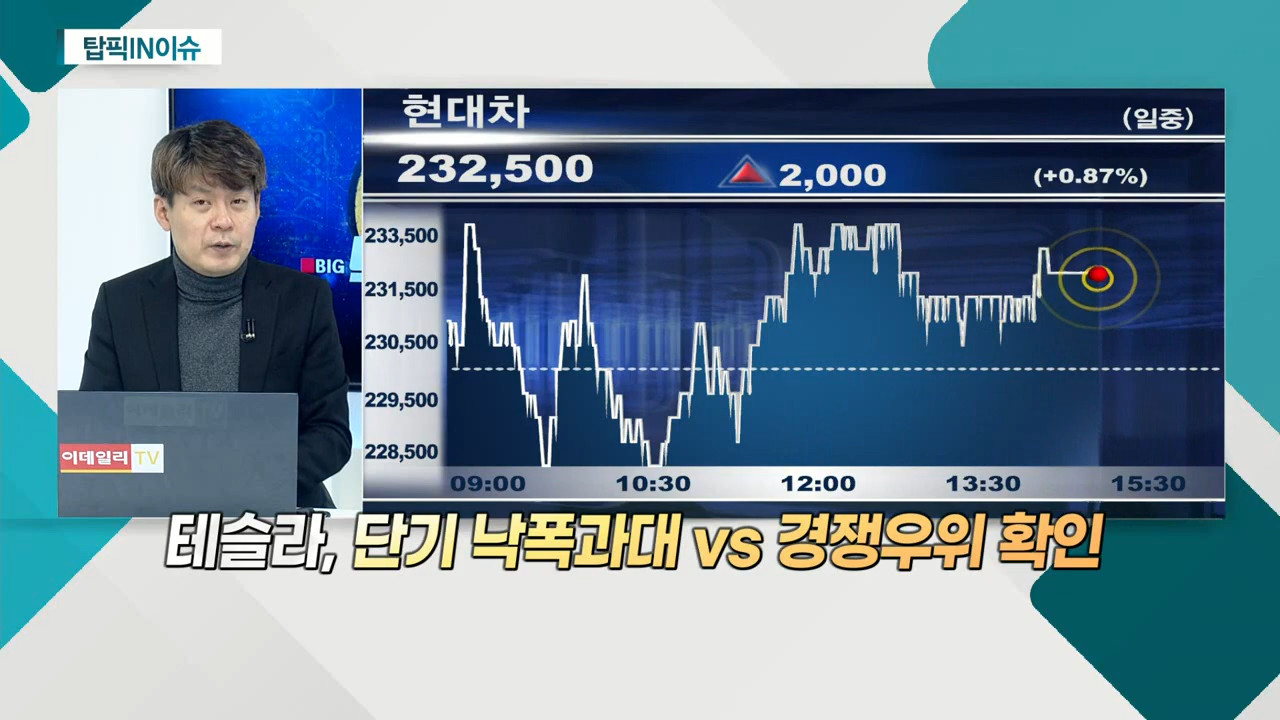 탑픽IN이슈
현대차
(일중)
232,500
2,000
(+0.87%)
BIG
233,500
231,500
230,500
229,500
228,500
09:00
10:30
12:00
13:30
15:30
이데일리 TV
테슬라, 단기 낙폭과대 vs 경쟁우위 확인